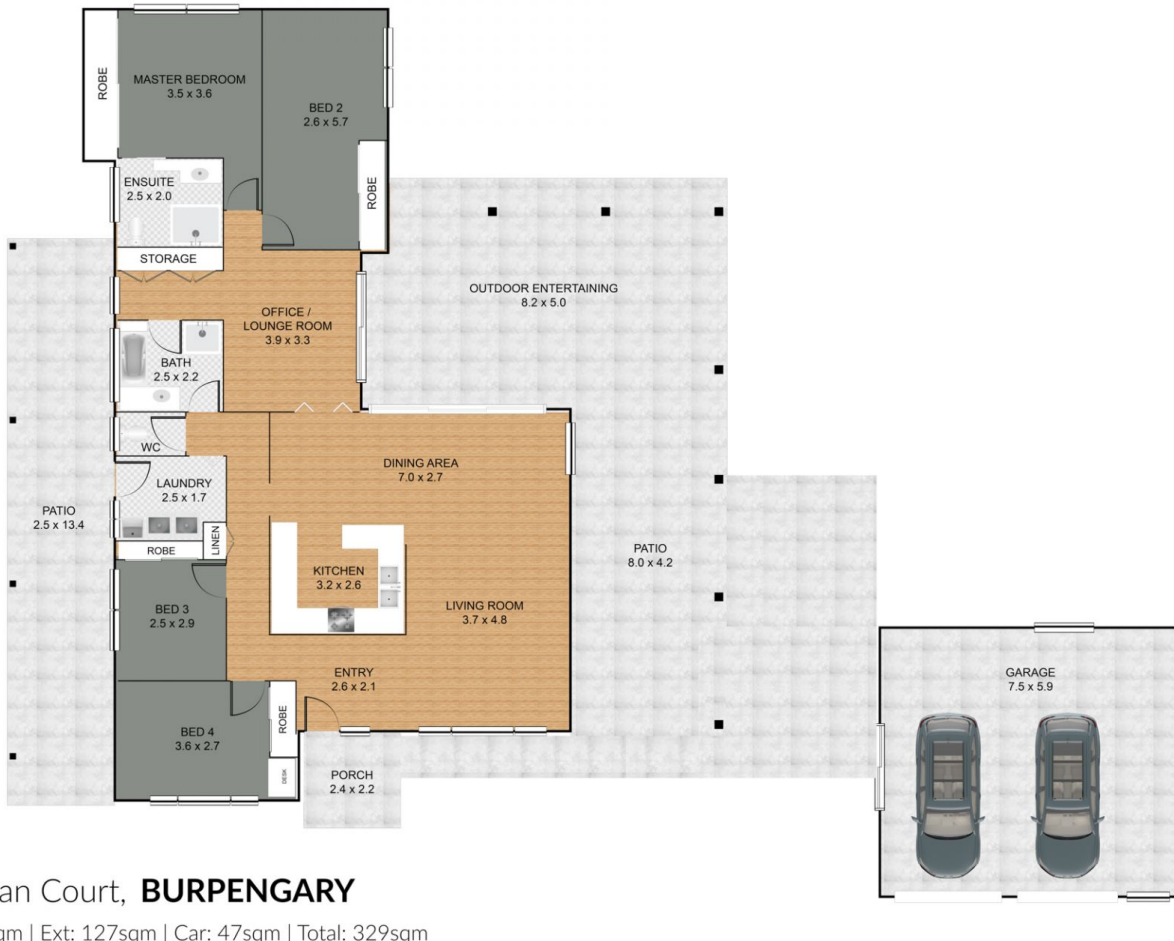 ROBE
MASTER BEDROOM
3.5 x 3.6
BED 2
2.6 x 5.7
ROBE
ENSUITE
2.5 x 2.0
STORAGE
OFFICE /
LOUNGE ROOM
3.9 x 3.3
OUTDOOR ENTERTAINING
8.2 x 5.0
BATH
2.5 x 2.2
WC
DINING AREA
7.0 x 2.7
LAUNDRY
2.5 x 1.7
LINEN
ROBE
PATIO
2.5 x 13.4
PATIO
8.0 x 4.2
KITCHEN
3.2 x 2.6
BED 3
2.5 x 2.9
LIVING ROOM
3.7 x 4.8
ENTRY
2.6 x 2.1
GARAGE
7.5 x 5.9
BED 4
3.6 x 2.7
ROBE
DESK
PORCH
2.4 x 2.2
Court, BURPENGARY
| Ext: 127sqm | Car: 47sqm | Total: 329sqm